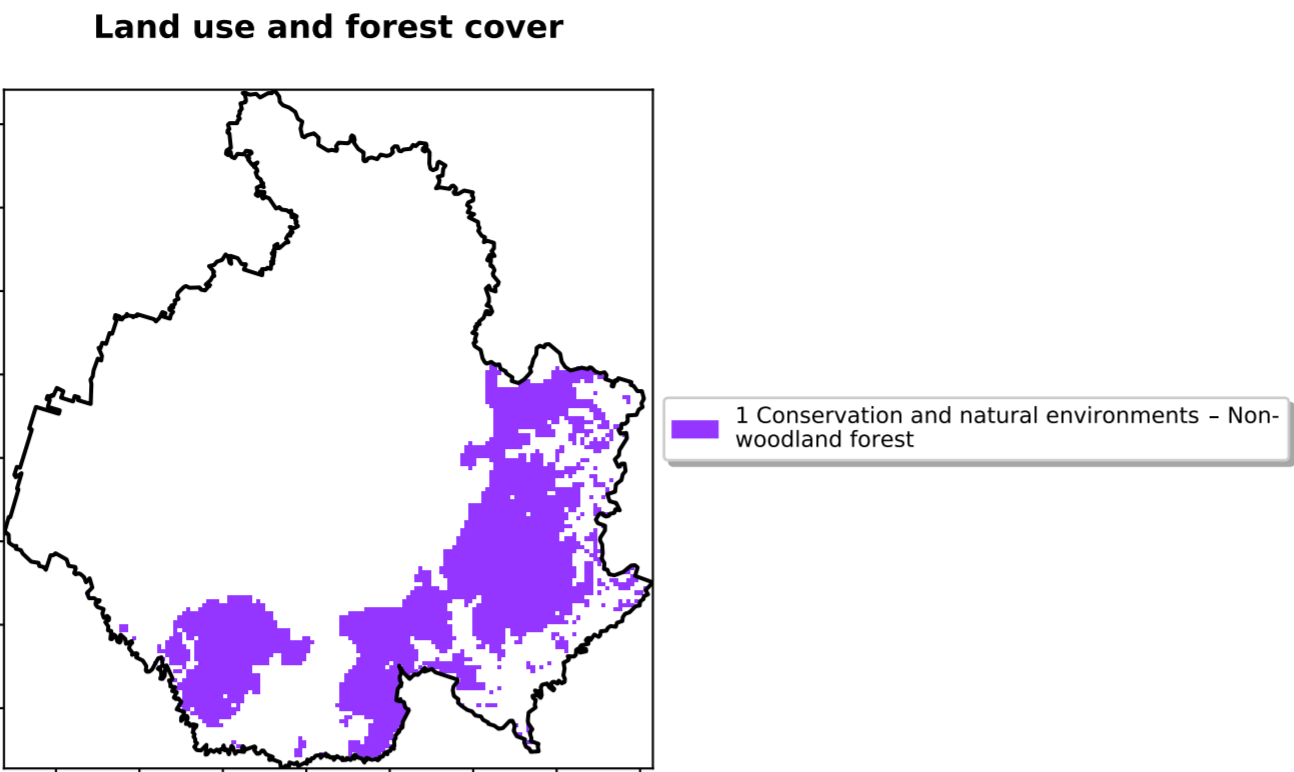 Land use and forest cover
1 Conservation and natural environments – Non-
woodland forest